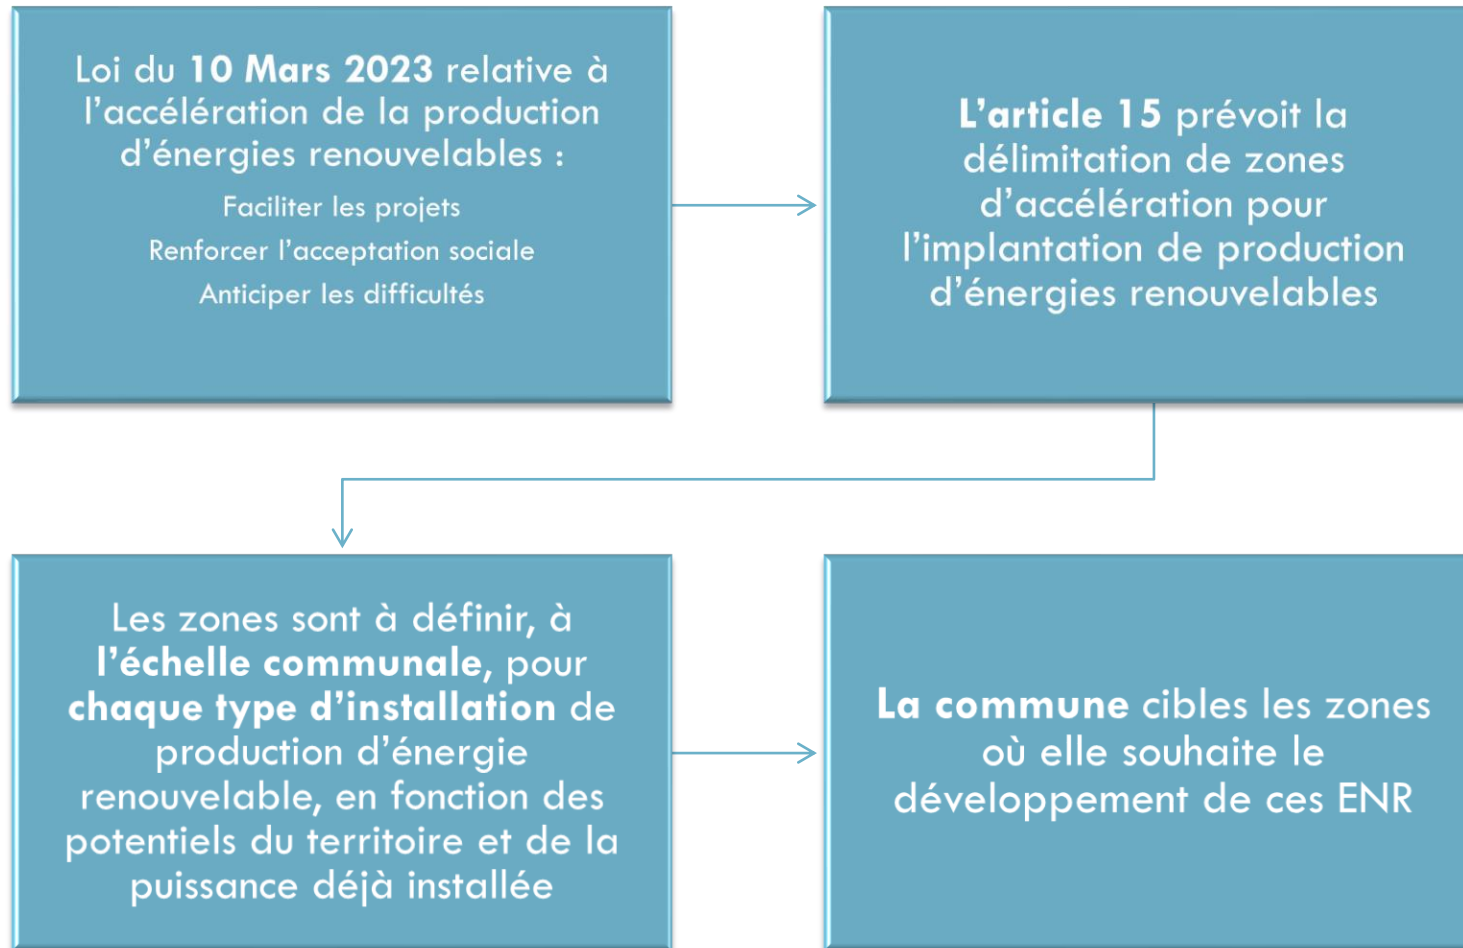 Loi du 10 Mars 2023 relative à
l’accélération de la production
d’énergies renouvelables :
Faciliter les projets
Renforcer l’acceptation sociale
Anticiper les difficultés
L’article 15 prévoit la
délimitation de zones
d’accélération pour
l’implantation de production
d’énergies renouvelables
Les zones sont à définir, à
l’échelle communale, pour
chaque type d’installation de
production d’énergie
renouvelable, en fonction des
potentiels du territoire et de la
puissance déjà installée
La commune cibles les zones
où elle souhaite le
développement de ces ENR